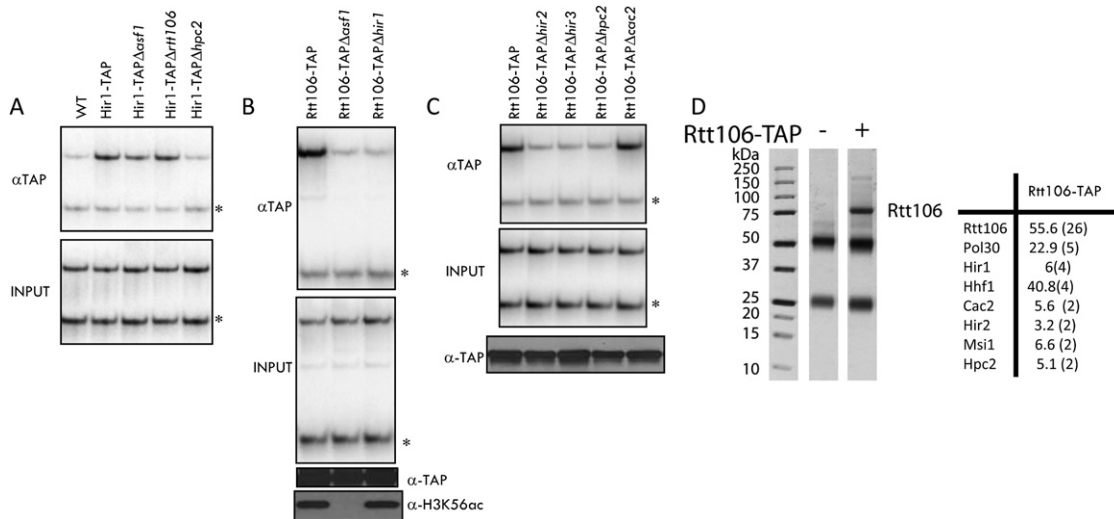 A
WT
Hir1-TAP
Hir1-TAPΔasf1
Hir1-TAPΔrtt106
Hir1-TAPΔhpc2
αTAP
*
INPUT
*
B
Rtt106-TAP
Rtt106-TAPΔasf1
Rtt106-TAPΔhir1
αTAP
*
INPUT
*
α-TAP
α-H3K56ac
C
Rtt106-TAP
Rtt106-TAPΔhir2
Rtt106-TAPΔhir3
Rtt106-TAPΔhpc2
Rtt106-TAPΔcac2
αTAP
*
INPUT
*
α-TAP
D
Rtt106-TAP - +
kDa
250
150
100
75
50
37
25
20
15
10
Rtt106
Rtt106-TAP
Rtt106 55.6 (26)
Pol30 22.9 (5)
Hir1 6(4)
Hhf1 40.8(4)
Cac2 5.6 (2)
Hir2 3.2 (2)
Msi1 6.6 (2)
Hpc2 5.1 (2)